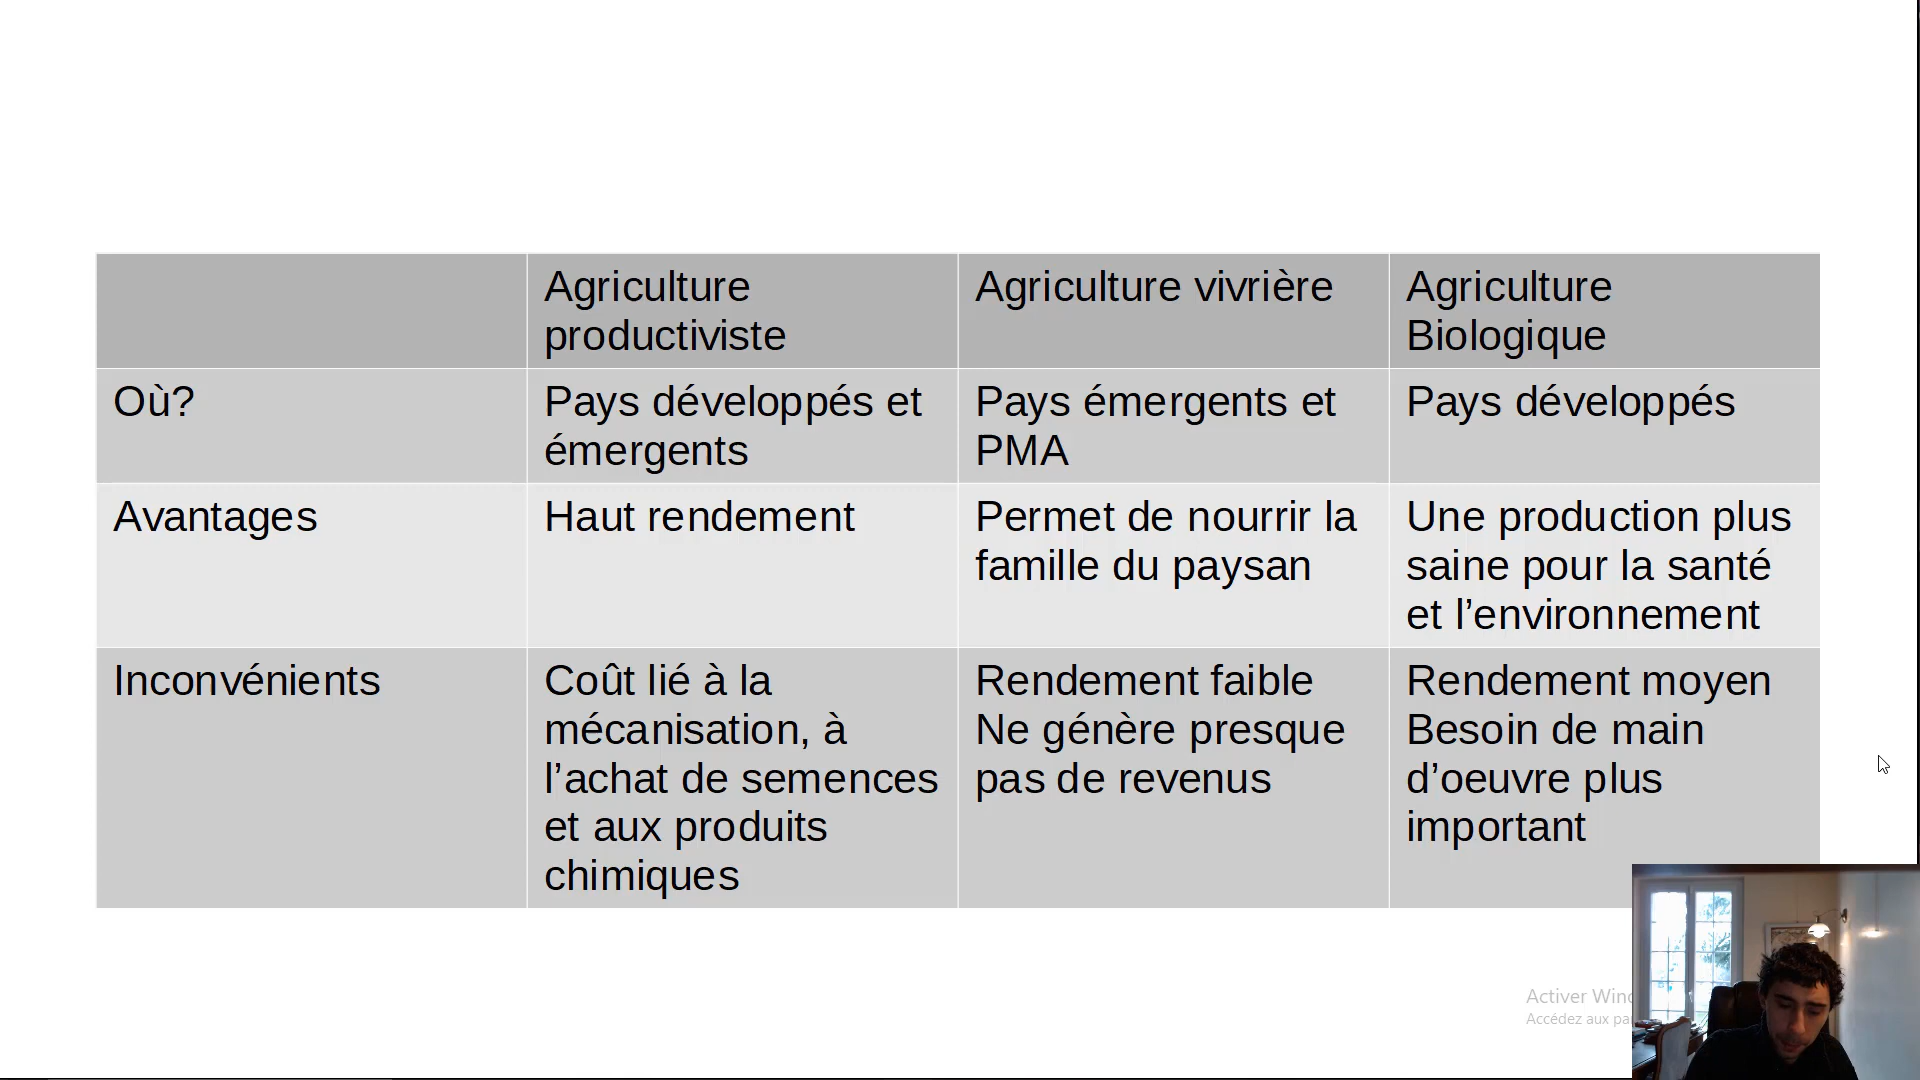 Agriculture
productiviste
Agriculture vivrière
Agriculture
Biologique
Où?
Pays développés et
émergents
Pays émergents et
PMA
Pays développés
Avantages
Haut rendement
Permet de nourrir la
famille du paysan
Une production plus
saine pour la santé
et l’environnement
Inconvénients
Coût lié à la
mécanisation, à
l’achat de semences
et aux produits
chimiques
Rendement faible
Ne génère presque
pas de revenus
Rendement moyen
Besoin de main
d’oeuvre plus
important
Activer
Accédez aux